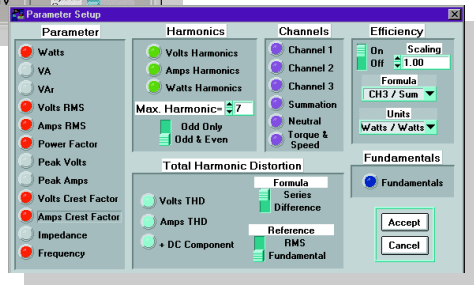 Parameter Setup
Parameter
Watts
VA
VAr
Volts RMS
Amps RMS
Power Factor
Peak Volts
Peak Amps
Volts Crest Factor
Amps Crest Factor
Impedance
Frequency
Harmonics
Volts Harmonics
Amps Harmonics
Watts Harmonics
Max. Harmonic= 7
Odd Only
Odd & Even
Channels
Channel 1
Channel 2
Channel 3
Summation
Neutral
Torque &
Speed
Efficiency
On
Off
Scaling
1.00
Formula
CH3 / Sum
Units
Watts / Watts
Total Harmonic Distortion
Volts THD
Amps THD
+ DC Component
Formula
Series
Difference
Reference
RMS
Fundamental
Fundamentals
Fundamentals
Accept
Cancel